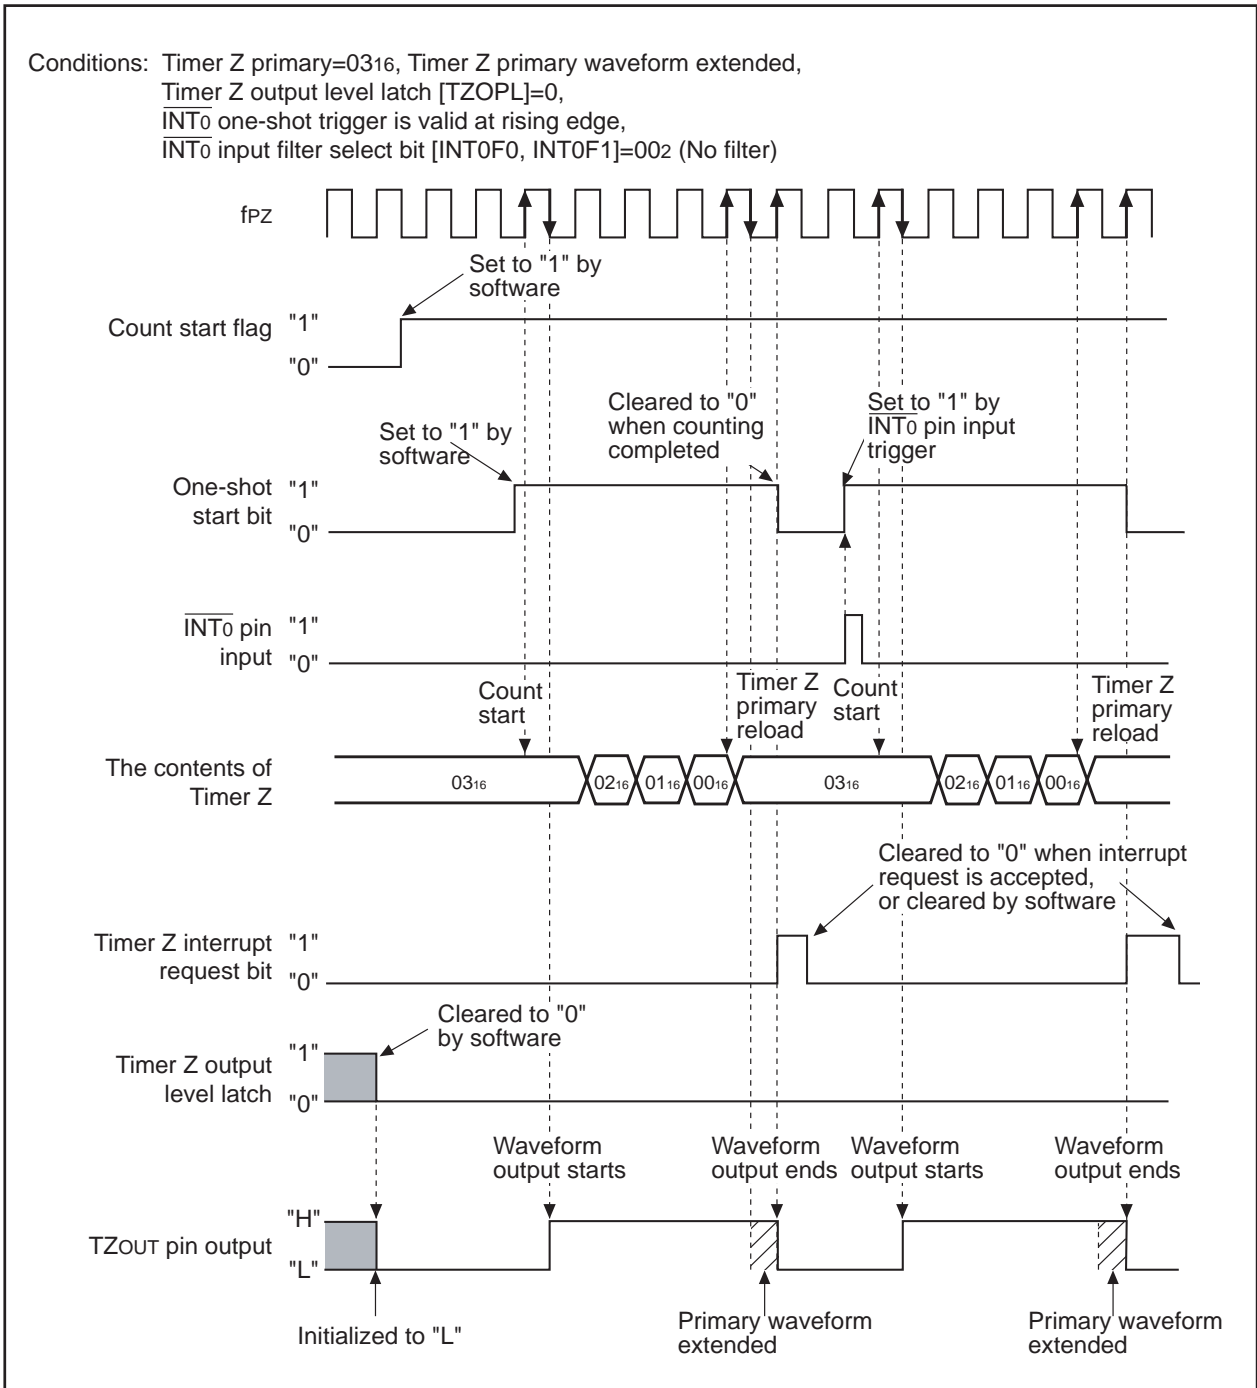 Conditions: Timer Z primary=0316, Timer Z primary waveform extended,
Timer Z output level latch [TZOPL]=0,
INT0 one-shot trigger is valid at rising edge,
INT0 input filter select bit [INT0F0, INT0F1]=002 (No filter)
fPZ
Set to "1" by
software
Count start flag
"1"
"0"
Set to "1" by
software
Cleared to "0"
when counting
completed
Set to "1" by
INT0 pin input
trigger
One-shot
start bit
"1"
"0"
INT0 pin
input
"1"
"0"
Count
start
Timer Z
primary
reload
Count
start
Timer Z
primary
reload
The contents of
Timer Z
0316 0216 0116 0016 0316 0216 0116 0016
Cleared to "0" when interrupt
request is accepted,
or cleared by software
Timer Z interrupt
request bit
"1"
"0"
Cleared to "0"
by software
Timer Z output
level latch
"1"
"0"
Waveform
output starts
Waveform
output ends
Waveform
output starts
Waveform
output ends
TZOUT pin output
"H"
"L"
Initialized to "L"
Primary waveform
extended
Primary waveform
extended